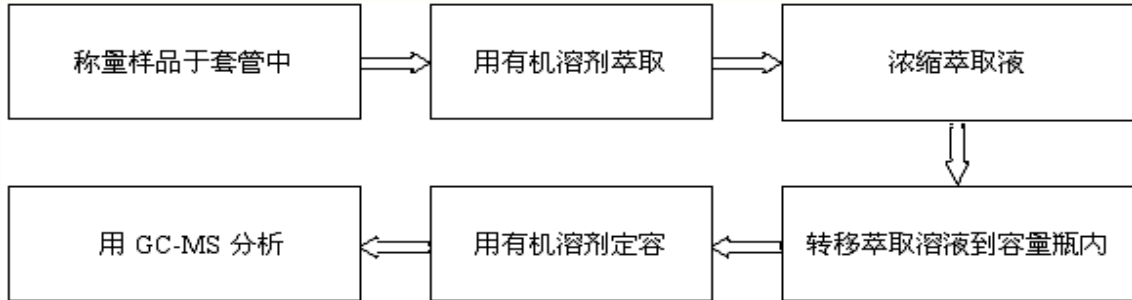 称量样品于套管中
用有机溶剂萃取
浓缩萃取液
转移萃取溶液到容量瓶内
用有机溶剂定容
用 GC-MS 分析